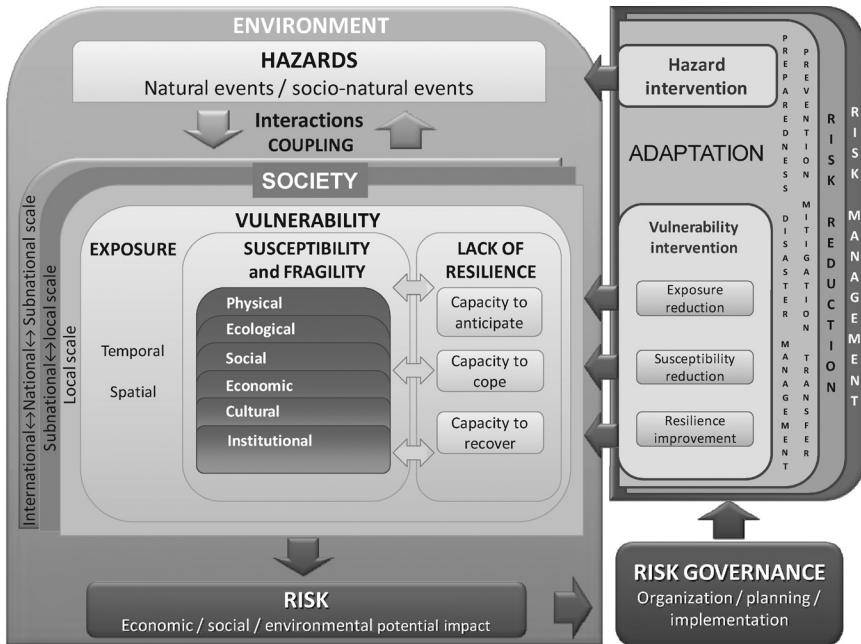 ENVIRONMENT
HAZARDS
Natural events / socio-natural events
Interactions
COUPLING
SOCIETY
International↔National↔Subnational scale
Subnational↔local scale
Local scale
VULNERABILITY
EXPOSURE
Temporal
Spatial
SUSCEPTIBILITY
and FRAGILITY
Physical
Ecological
Social
Economic
Cultural
Institutional
LACK OF
RESILIENCE
Capacity to
anticipate
Capacity to
cope
Capacity to
recover
RISK
Economic / social / environmental potential impact
Hazard
intervention
ADAPTATION
Vulnerability
intervention
Exposure
reduction
Susceptibility
reduction
Resilience
improvement
PREPAREDNESS DISASTER MANAGEMENT
PREVENTION MITIGATION TRANSFER
RISK REDUCTION
RISK MANAGEMENT
RISK GOVERNANCE
Organization / planning /
implementation